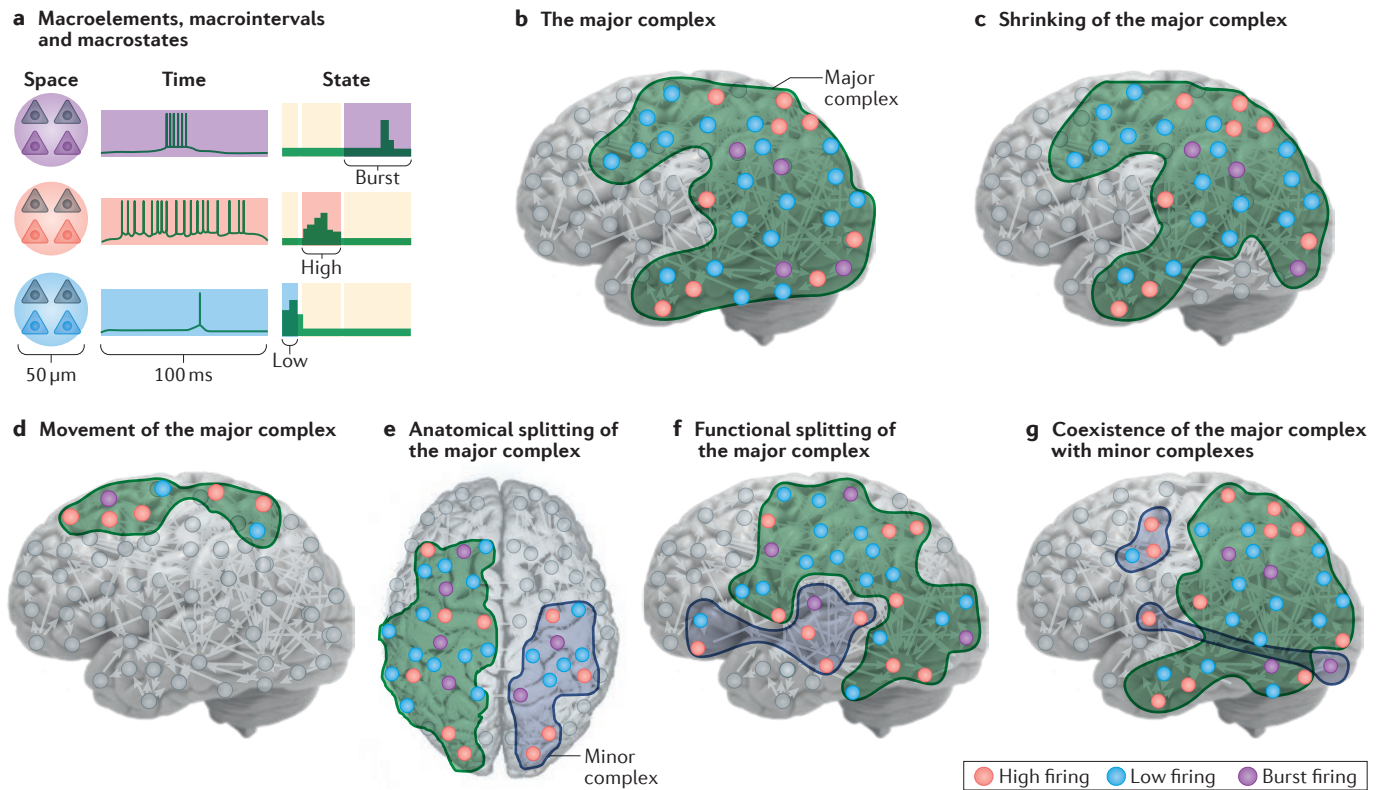 a Macroelements, macrointervals
and macrostates
Space
Time
State
Burst
High
Low
50 µm
100 ms
b The major complex
Major
complex
c Shrinking of the major complex
d Movement of the major complex
e Anatomical splitting of
the major complex
Minor
complex
f Functional splitting of
the major complex
g Coexistence of the major complex
with minor complexes
High firing
Low firing
Burst firing